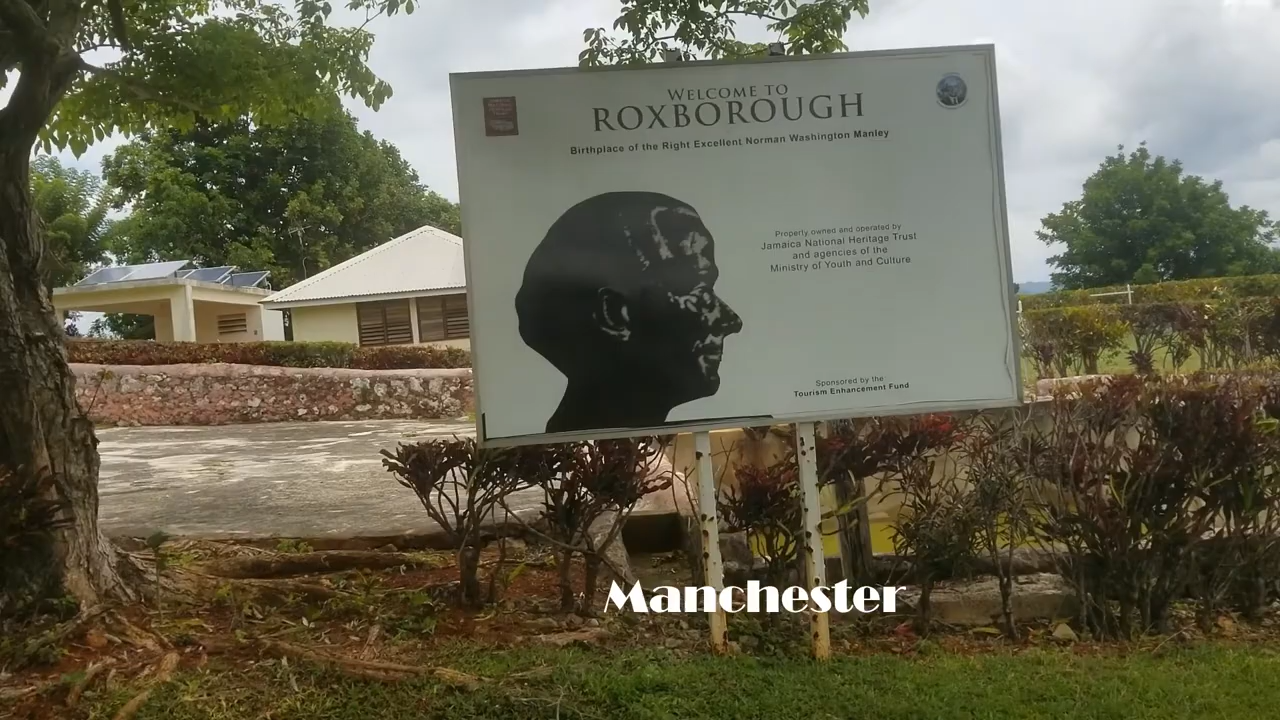 WELCOME TO
ROXBOROUGH
Birthplace of the Right Excellent Norman Washington Manley
Property owned and operated by
Jamaica National Heritage Trust
and agencies of the
Ministry of Youth and Culture
Sponsored by the
Tourism Enhancement Fund
Manchester